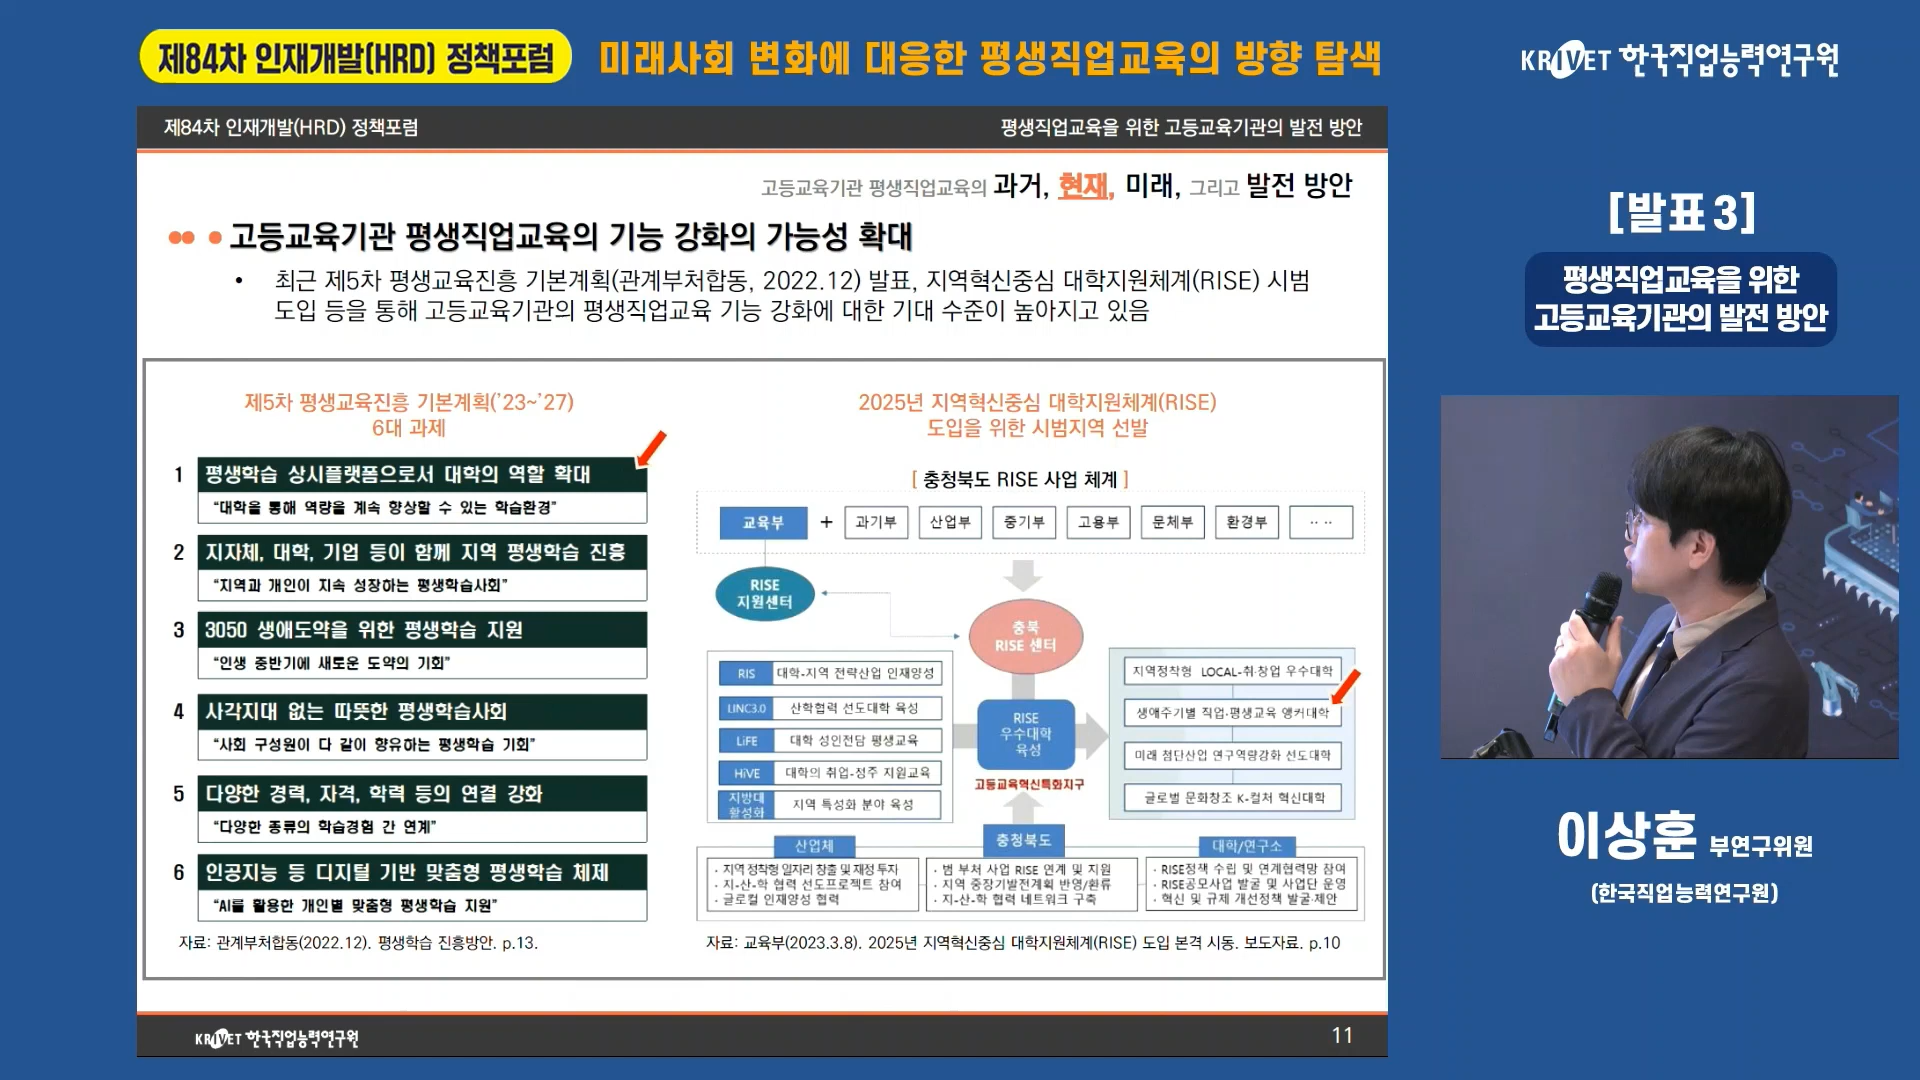 제84차 인재개발(HRD) 정책포럼
미래사회 변화에 대응한 평생직업교육의 방향 탐색
KRIVET 한국직업능력연구원
제84차 인재개발(HRD) 정책포럼
평생직업교육을 위한 고등교육기관의 발전 방안
고등교육기관 평생직업교육의 과거, 현재, 미래, 그리고 발전 방안
고등교육기관 평생직업교육의 기능 강화의 가능성 확대
• 최근 제5차 평생교육진흥 기본계획(관계부처합동, 2022.12) 발표, 지역혁신중심 대학지원체계(RISE) 시범
도입 등을 통해 고등교육기관의 평생직업교육 기능 강화에 대한 기대 수준이 높아지고 있음
제5차 평생교육진흥 기본계획('23~'27)
6대 과제
1 평생학습 상시플랫폼으로서 대학의 역할 확대
“대학을 통해 역량을 계속 향상할 수 있는 학습환경”
2 지자체, 대학, 기업 등이 함께 지역 평생학습 진흥
“지역과 개인이 지속 성장하는 평생학습사회”
3 3050 생애도약을 위한 평생학습 지원
“인생 중반기에 새로운 도약의 기회”
4 사각지대 없는 따뜻한 평생학습사회
“사회 구성원이 다 같이 향유하는 평생학습 기회”
5 다양한 경력, 자격, 학력 등의 연결 강화
“다양한 종류의 학습경험 간 연계”
6 인공지능 등 디지털 기반 맞춤형 평생학습 체제
“AI를 활용한 개인별 맞춤형 평생학습 지원”
자료: 관계부처합동(2022.12). 평생학습 진흥방안. p.13.
2025년 지역혁신중심 대학지원체계(RISE)
도입을 위한 시범지역 선발
[ 충청북도 RISE 사업 체계 ]
교육부 + 과기부 산업부 중기부 고용부 문체부 환경부 ·· ··
RISE
지원센터
충북
RISE 센터
RIS 대학-지역 전략산업 인재양성
LINC3.0 산학협력 선도대학 육성
LiFE 대학 성인전담 평생교육
HiVE 대학의 취업-정주 지원교육
지방대
활성화
지역 특성화 분야 육성
RISE
우수대학
육성
고등교육혁신특화지구
지역정착형 LOCAL-취·창업 우수대학
생애주기별 직업·평생교육 앵커대학
미래 첨단산업 연구역량강화 선도대학
글로벌 문화창조 K-컬처 혁신대학
산업체
· 지역 정착형 일자리 창출 및 재정 투자
· 지-산-학 협력 선도프로젝트 참여
· 글로컬 인재양성 협력
충청북도
· 범 부처 사업 RISE 연계 및 지원
· 지역 중장기발전계획 반영/환류
· 지-산-학 협력 네트워크 구축
대학/연구소
· RISE정책 수립 및 연계협력망 참여
· RISE공모사업 발굴 및 사업단 운영
· 혁신 및 규제 개선정책 발굴·제안
자료: 교육부(2023.3.8). 2025년 지역혁신중심 대학지원체계(RISE) 도입 본격 시동. 보도자료. p.10
KRIVET 한국직업능력연구원
11
[발표 3]
평생직업교육을 위한
고등교육기관의 발전 방안
이상훈 부연구위원
(한국직업능력연구원)